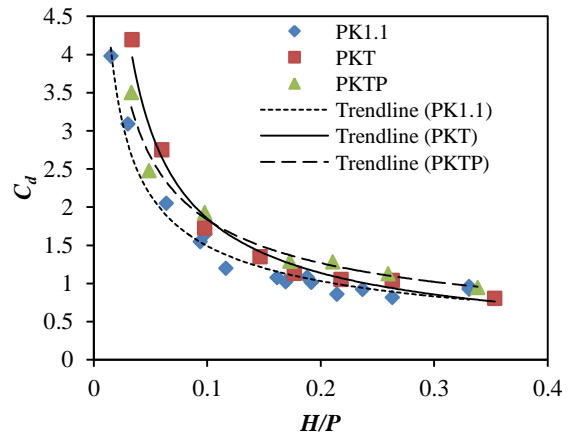 4.5
4
3.5
3
2.5
2
1.5
1
0.5
0
C_d
0 0.1 0.2 0.3 0.4
H/P
PK1.1
PKT
PKTP
Trendline (PK1.1)
Trendline (PKT)
Trendline (PKTP)